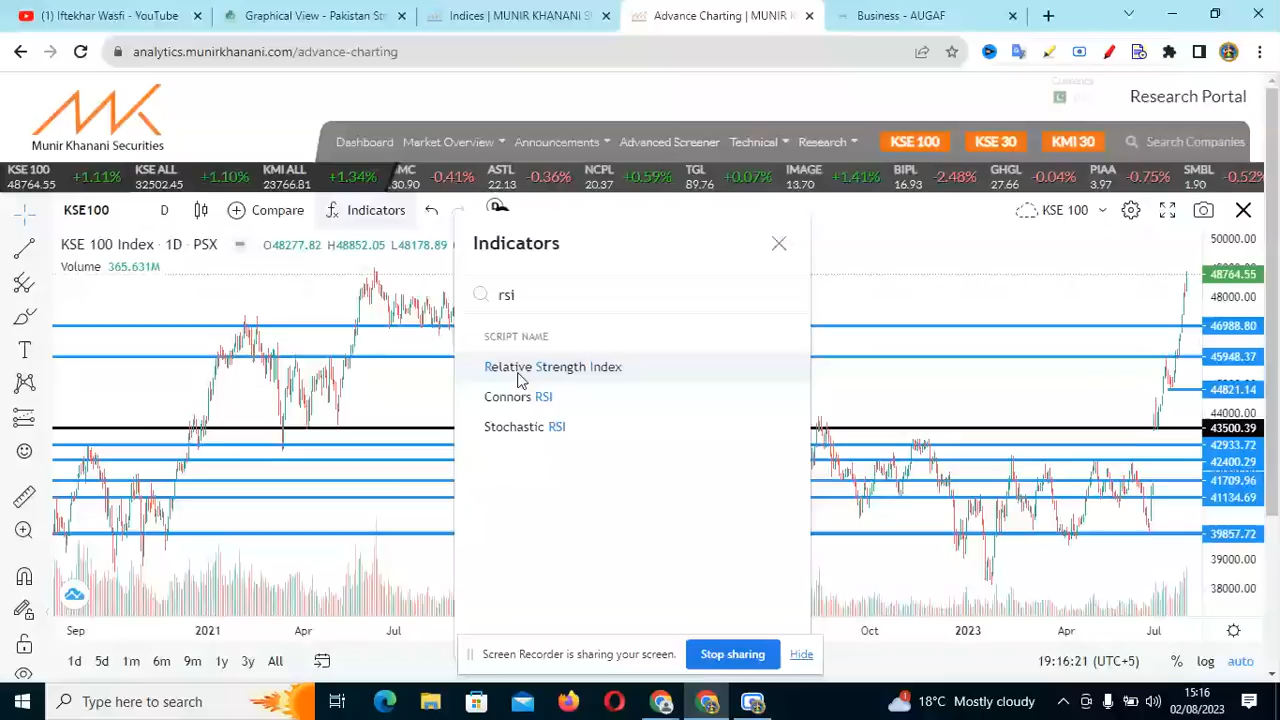 (1) Iftekhar Wasti - YouTube
Graphical View - Pakistan St
Indices | MUNIR KHANANI S
Advance Charting | MUNIR K
Business - AUGAF
analytics.munirkhanani.com/advance-charting
MK
Munir Khanani Securities
Currency
Research Portal
Dashboard Market Overview Announcements Advanced Screener Technical Research KSE 100 KSE 30 KMI 30 Search Companies
KSE 100 48764.55 +1.11%
KSE ALL 32502.45 +1.10%
KMI ALL 23766.81 +1.34%
MC 30.90 -0.41%
ASTL 22.13 -0.36%
NCPL 20.37 +0.59%
TGL 89.76 +0.07%
IMAGE 13.70 +1.41%
BIPL 16.93 -2.48%
GHGL 27.66 -0.04%
PIAA 3.97 -0.75%
SMBL 1.90 -0.52%
KSE100 D Compare Indicators KSE 100
KSE 100 Index · 1D · PSX O48277.82 H48852.05 L48178.89
Volume 365.631M
Indicators
rsi
SCRIPT NAME
Relative Strength Index
Connors RSI
Stochastic RSI
50000.00
48764.55
48000.00
46988.80
45948.37
44821.14
44000.00
43500.39
42933.72
42400.29
41709.96
41134.69
39857.72
39000.00
38000.00
Sep 2021 Apr Jul Oct 2023 Apr Jul
1d 5d 1m 6m 9m 1y 3y All
19:16:21 (UTC+5) % log auto
Screen Recorder is sharing your screen. Stop sharing Hide
Type here to search
18°C Mostly cloudy
15:16
02/08/2023